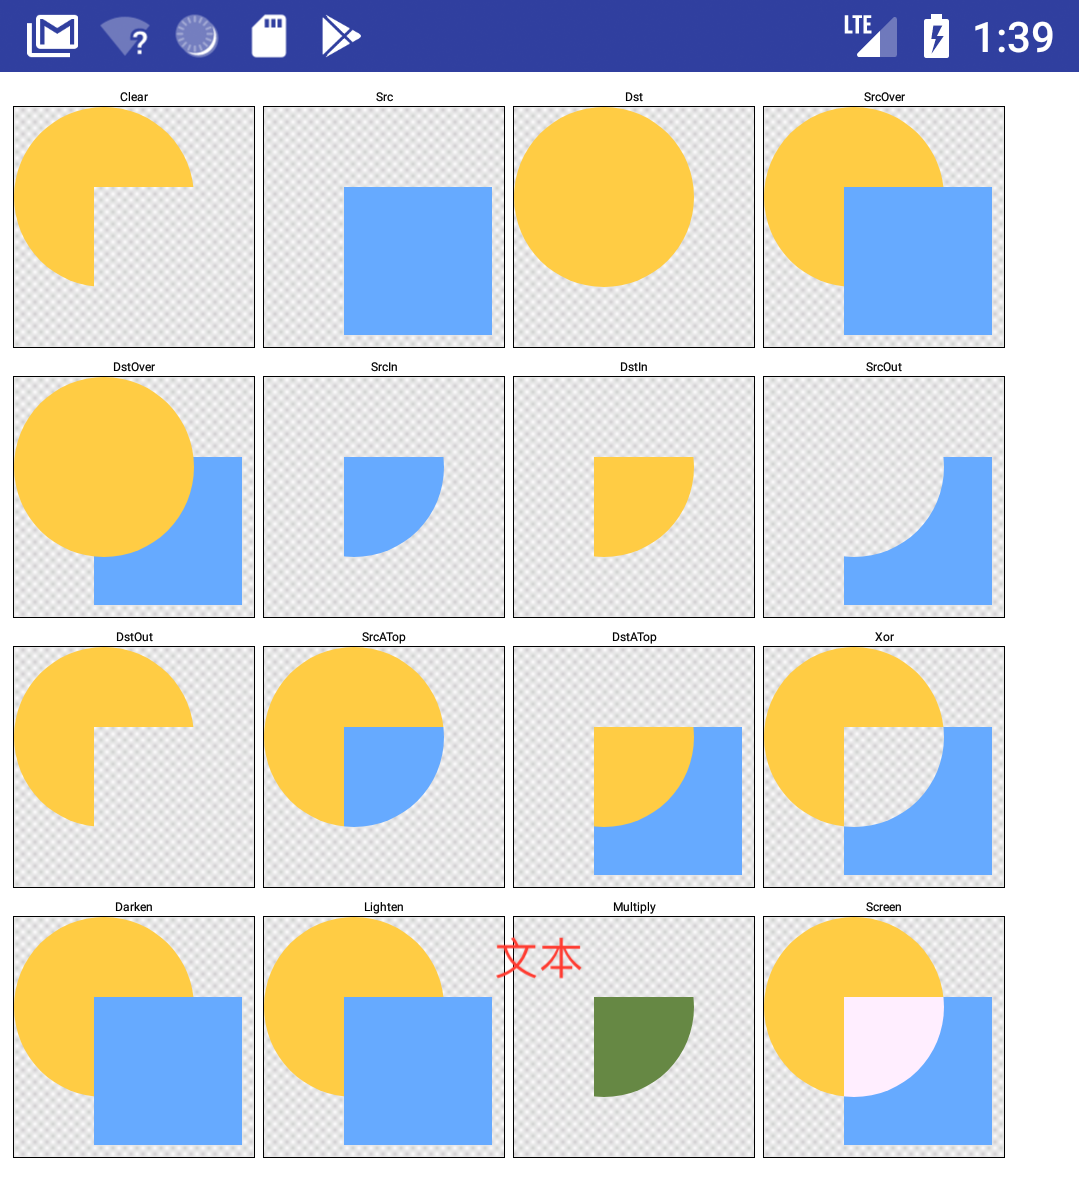 LTE 1:39
Clear Src Dst SrcOver
DstOver SrcIn DstIn SrcOut
DstOut SrcATop DstATop Xor
Darken Lighten Multiply Screen
文本